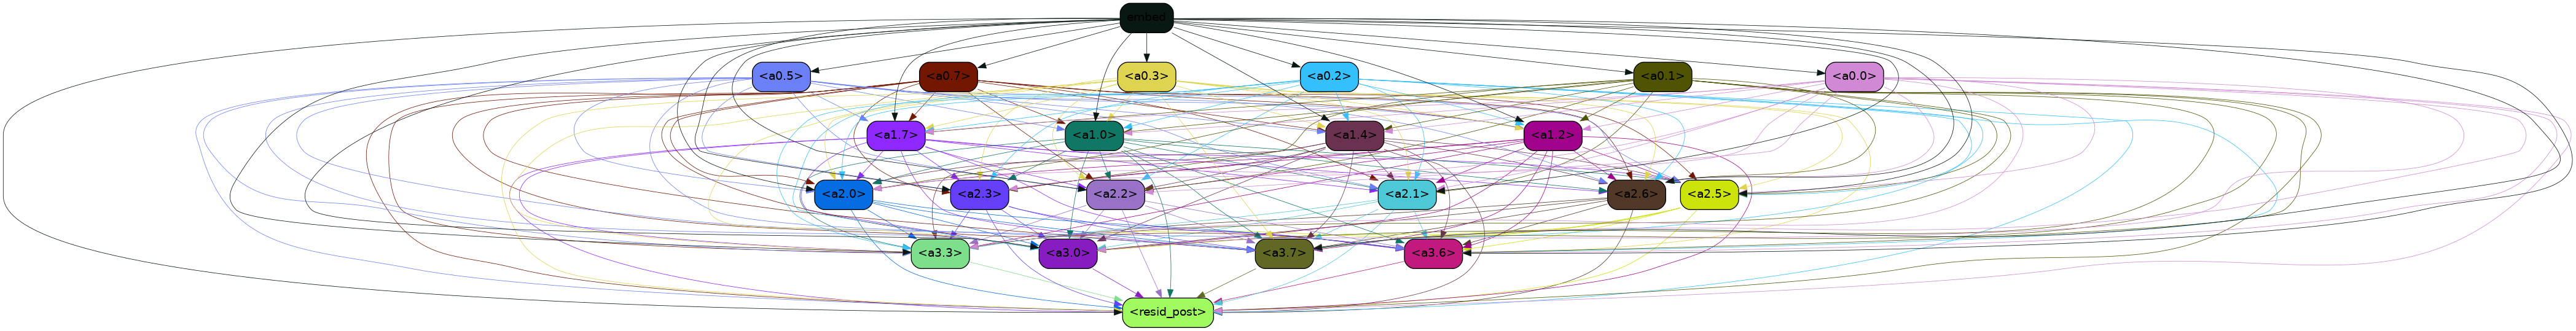 embed
<a0.5> <a0.7> <a0.3> <a0.2> <a0.1> <a0.0>
<a1.7> <a1.0> <a1.4> <a1.2>
<a2.0> <a2.3> <a2.2> <a2.1> <a2.6> <a2.5>
<a3.3> <a3.0> <a3.7> <a3.6>
<resid_post>